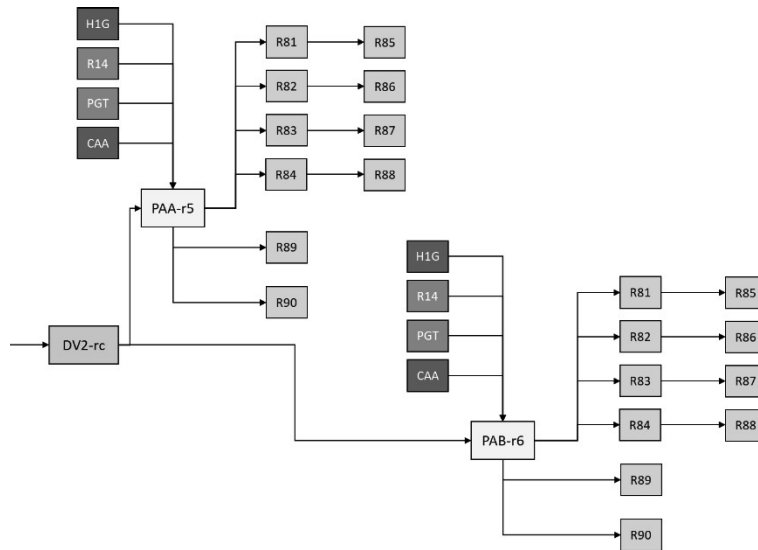 H1G
R14
PGT
CAA
R81
R85
R82
R86
R83
R87
R84
R88
PAA-r5
R89
R90
DV2-rc
H1G
R14
PGT
CAA
R81
R85
R82
R86
R83
R87
R84
R88
PAB-r6
R89
R90